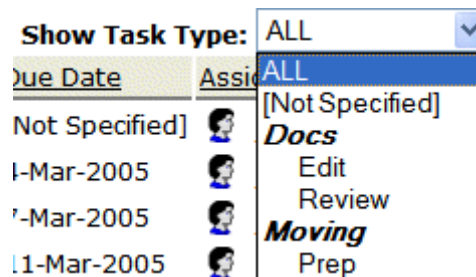 Show Task Type: ALL
Due Date
ALL
[Not Specified]
Not Specified]
Docs
Edit
-Mar-2005
Review
-Mar-2005
Moving
11-Mar-2005
Prep